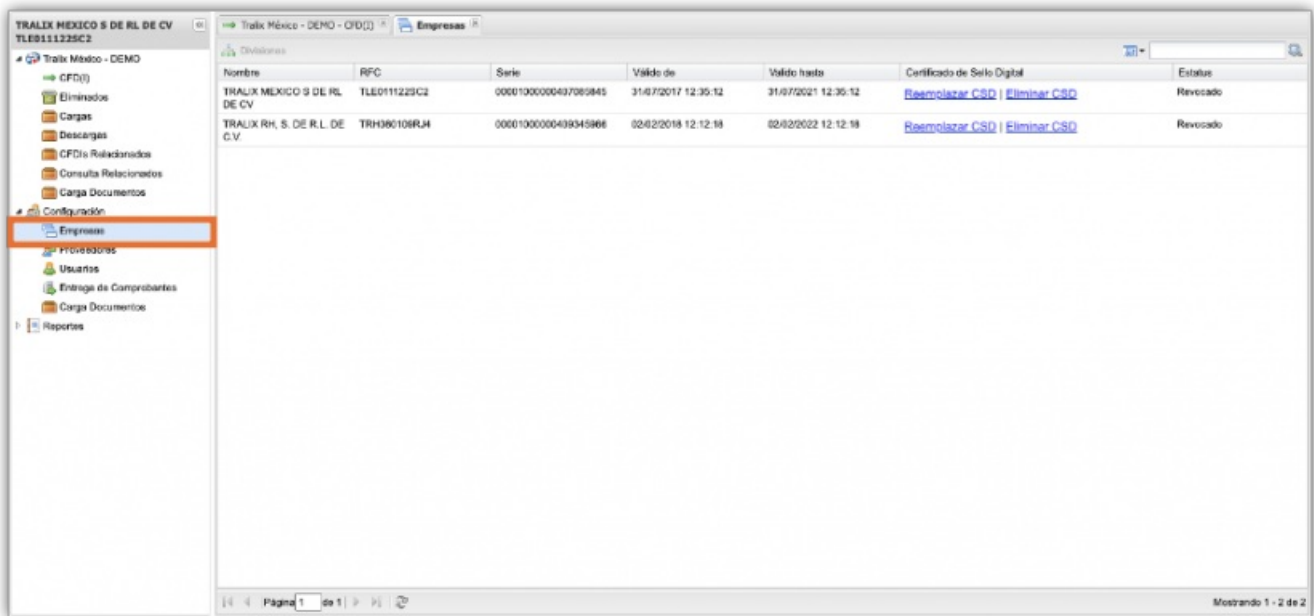 TRALIX MEXICO S DE RL DE CV
TLE011122SC2
Tralix México - DEMO
CFD(I)
Eliminados
Cargas
Descargas
CFDIs Relacionados
Consulta Relacionados
Carga Documentos
Configuración
Empresas
Proveedores
Usuarios
Entrega de Comprobantes
Carga Documentos
Reportes
Tralix México - DEMO - CFD(I)
Empresas
Divisiones
Nombre RFC Serie Válido de Valido hasta Certificado de Sello Digital Estatus
TRALIX MEXICO S DE RL DE CV TLE011122SC2 00001000000407085845 31/07/2017 12:35:12 31/07/2021 12:35:12 Reemplazar CSD | Eliminar CSD Revocado
TRALIX RH, S. DE R.L. DE C.V. 02/02/2018 12:12:18 02/02/2022 12:12:18 Reemplazar CSD | Eliminar CSD Revocado
Página 1 de 1
Mostrando 1 - 2 de 2